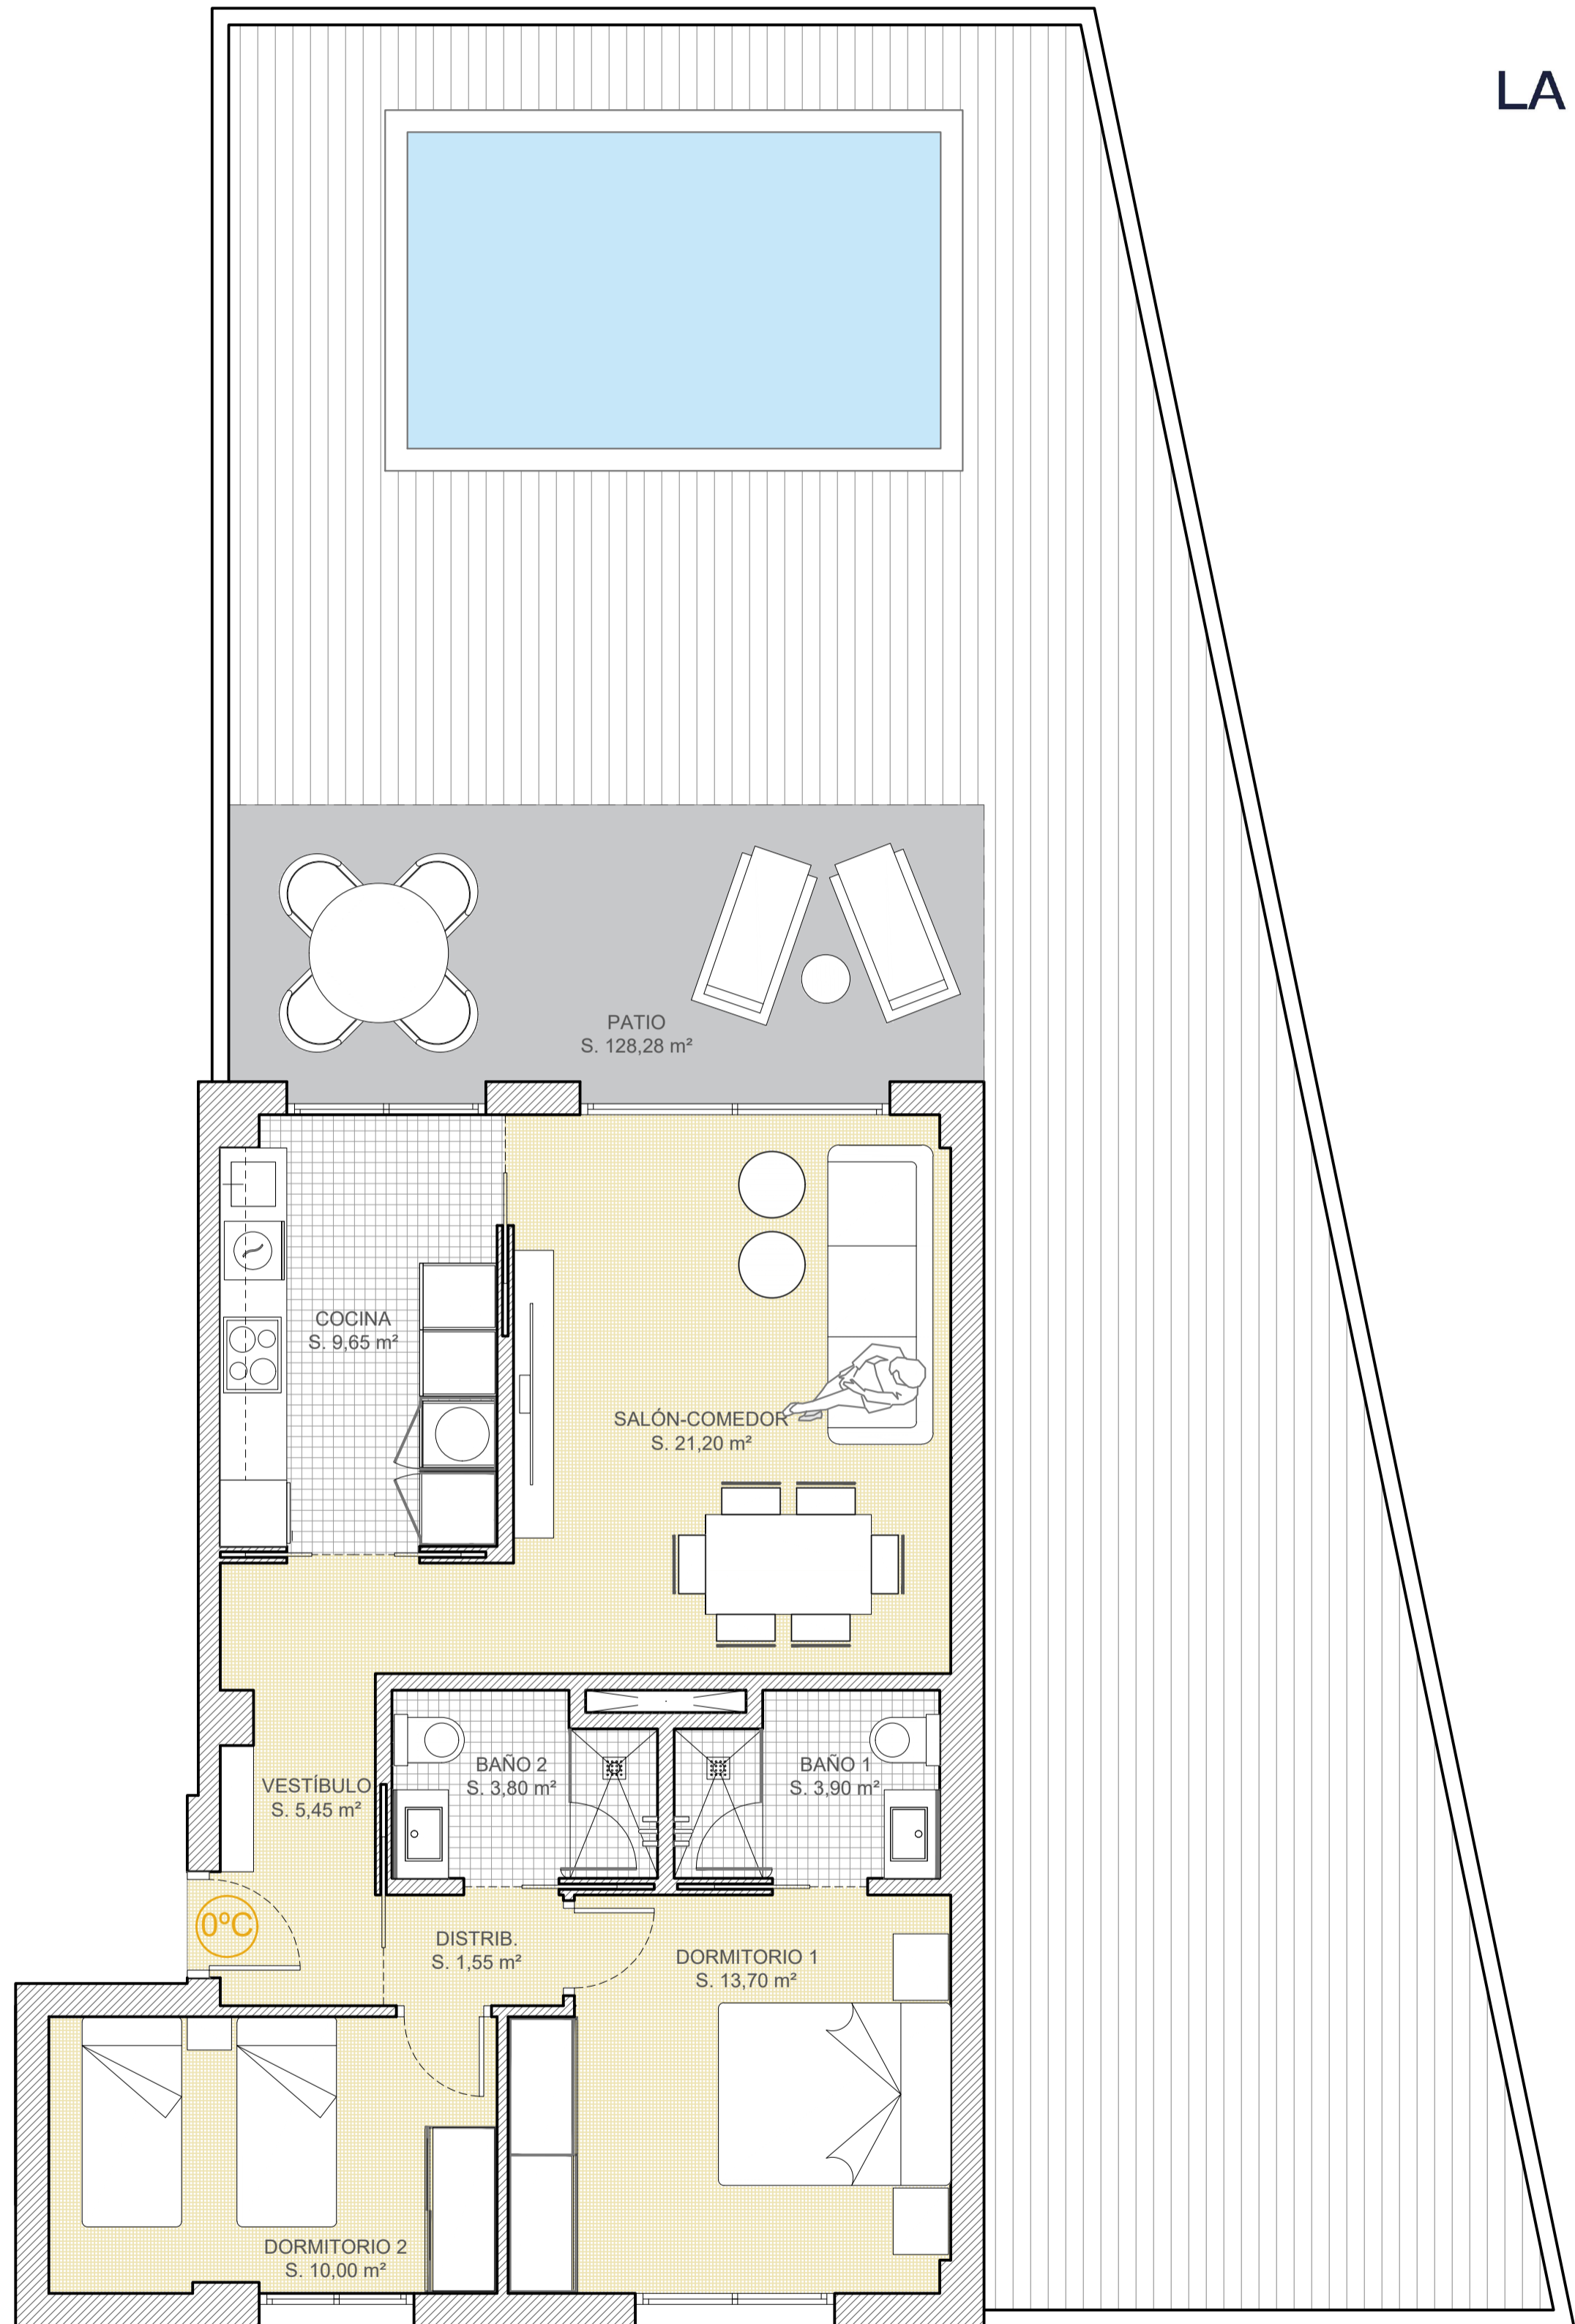 LA
PATIO
S. 128,28 m²
COCINA
S. 9,65 m²
SALÓN-COMEDOR
S. 21,20 m²
BAÑO 2
S. 3,80 m²
BAÑO 1
S. 3,90 m²
VESTÍBULO
S. 5,45 m²
0ºC
DISTRIB.
S. 1,55 m²
DORMITORIO 1
S. 13,70 m²
DORMITORIO 2
S. 10,00 m²